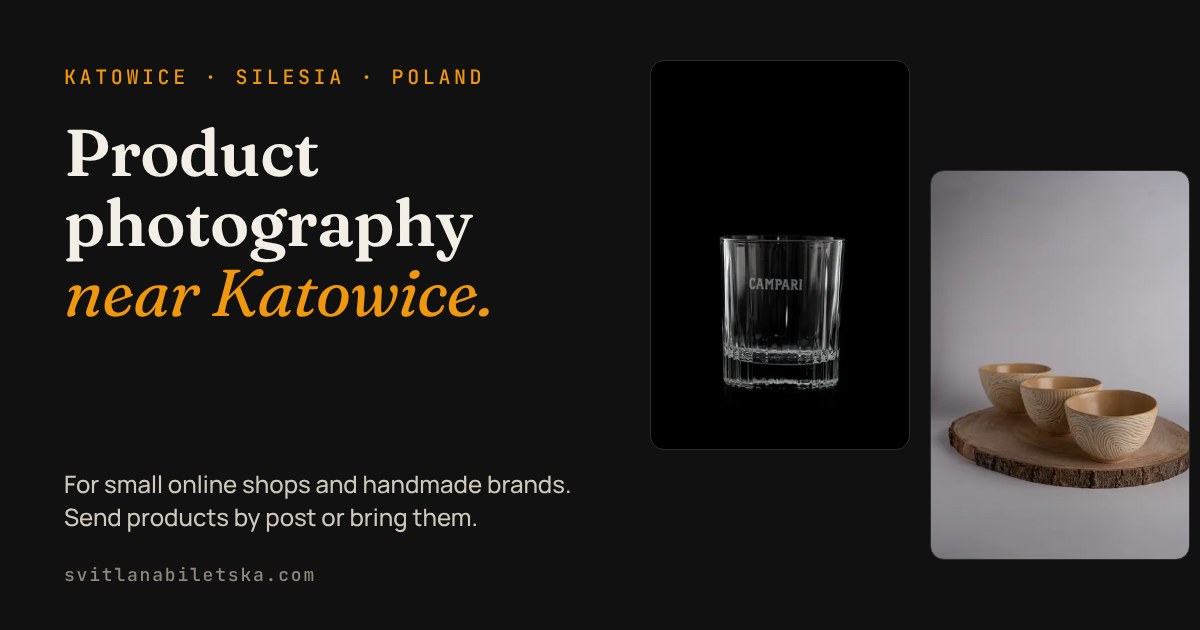 KATOWICE · SILESIA · POLAND
Product
photography
near Katowice.
CAMPARI
For small online shops and handmade brands.
Send products by post or bring them.
svitlanabiletska.com